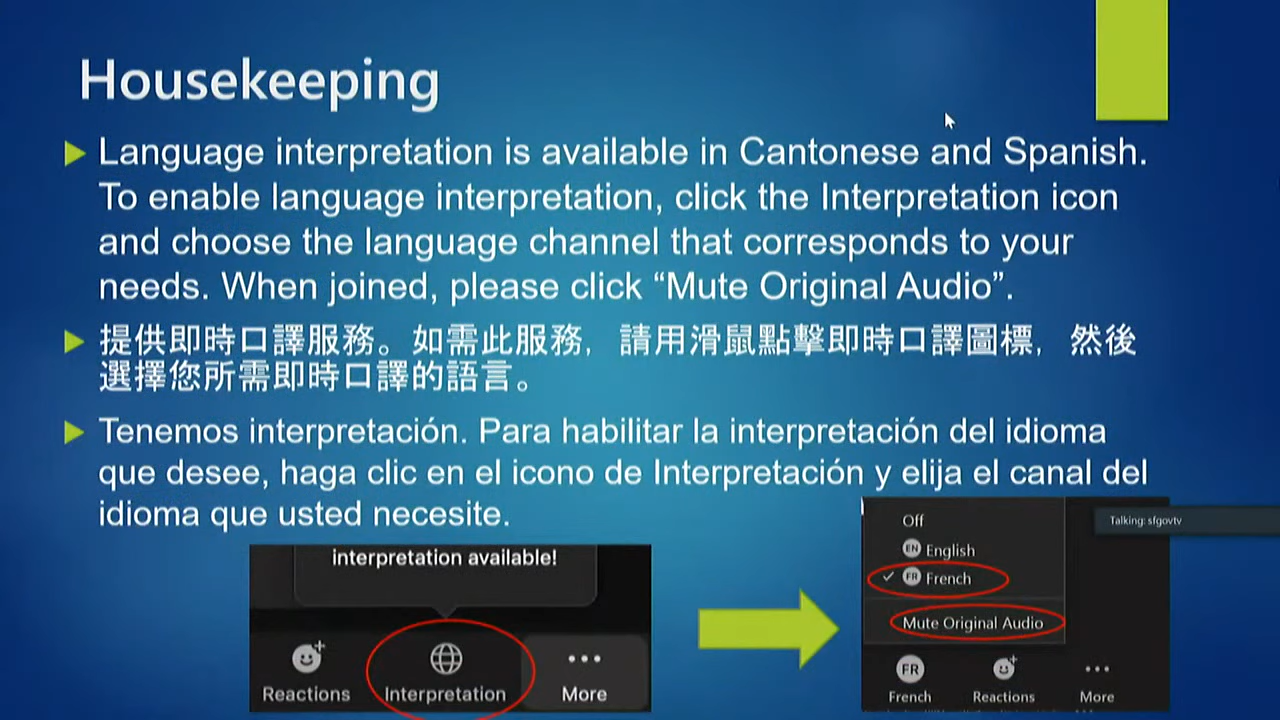 Housekeeping
Language interpretation is available in Cantonese and Spanish.
To enable language interpretation, click the Interpretation icon
and choose the language channel that corresponds to your
needs. When joined, please click “Mute Original Audio”.
提供即時口譯服務。如需此服務，請用滑鼠點擊即時口譯圖標，然後
選擇您所需即時口譯的語言。
Tenemos interpretación. Para habilitar la interpretación del idioma
que desee, haga clic en el icono de Interpretación y elija el canal del
idioma que usted necesite.
interpretation available!
Reactions
Interpretation
More
Off
EN English
FR French
Mute Original Audio
FR
French
Reactions
More
Talking: sfgovtv